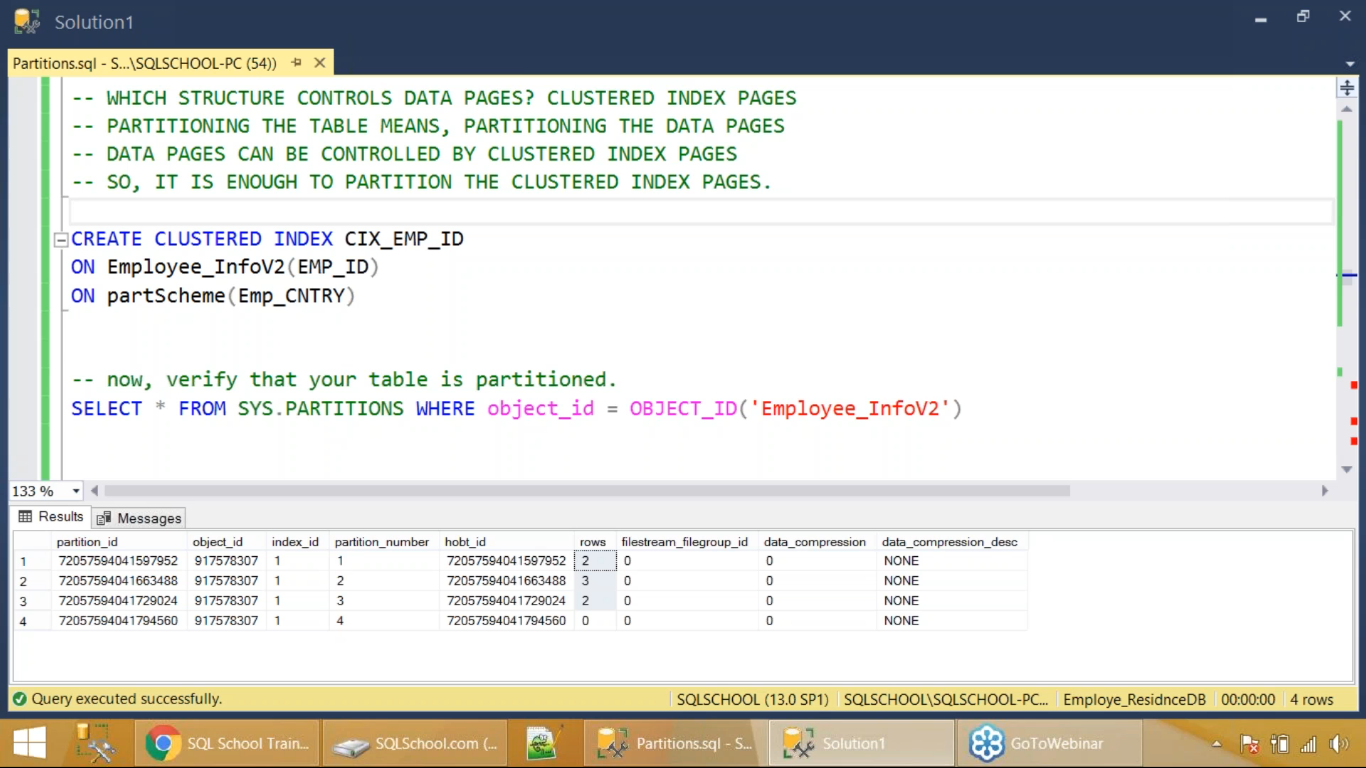 Solution1
Partitions.sql - S...\SQLSCHOOL-PC (54))
-- WHICH STRUCTURE CONTROLS DATA PAGES? CLUSTERED INDEX PAGES
-- PARTITIONING THE TABLE MEANS, PARTITIONING THE DATA PAGES
-- DATA PAGES CAN BE CONTROLLED BY CLUSTERED INDEX PAGES
-- SO, IT IS ENOUGH TO PARTITION THE CLUSTERED INDEX PAGES.
CREATE CLUSTERED INDEX CIX_EMP_ID
ON Employee_InfoV2(EMP_ID)
ON partScheme(Emp_CNTRY)
-- now, verify that your table is partitioned.
SELECT * FROM SYS.PARTITIONS WHERE object_id = OBJECT_ID('Employee_InfoV2')
133 %
Results Messages
partition_id object_id index_id partition_number hobt_id rows filestream_filegroup_id data_compression data_compression_desc
1 72057594041597952 917578307 1 1 72057594041597952 2 0 0 NONE
2 72057594041663488 917578307 1 2 72057594041663488 3 0 0 NONE
3 72057594041729024 917578307 1 3 72057594041729024 2 0 0 NONE
4 72057594041794560 917578307 1 4 72057594041794560 0 0 0 NONE
Query executed successfully. SQLSCHOOL (13.0 SP1) SQLSCHOOL\SQLSCHOOL-PC... Employe_ResidnceDB 00:00:00 4 rows
SQL School Train... SQLSchool.com (... Partitions.sql - S... Solution1 GoToWebinar